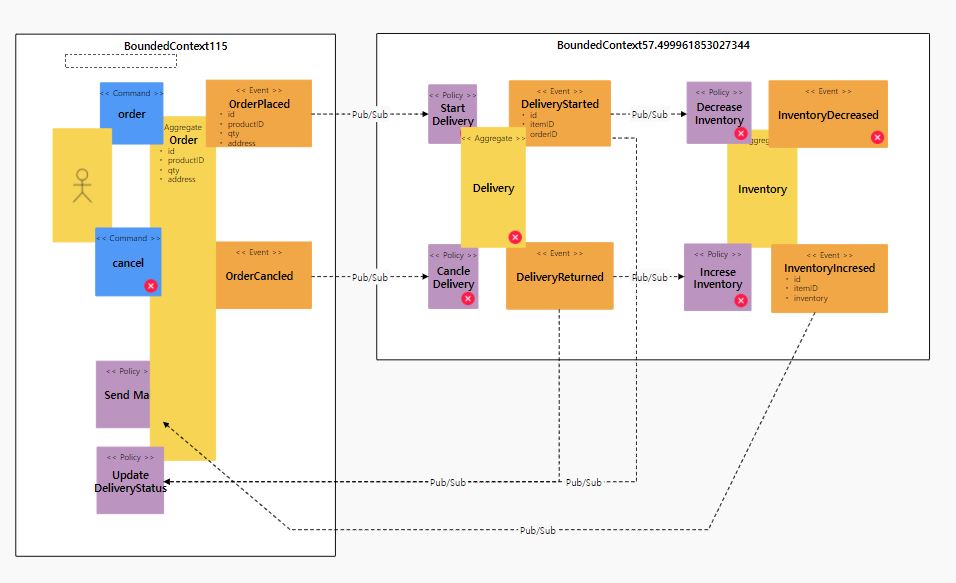 BoundedContext115
<< Command >>
order
<< Event >>
OrderPlaced
id
productID
qty
address
Aggregate
Order
id
productID
qty
address
<< Command >>
cancel
OrderCancled
<< Event >>
<< Policy >
Send Ma
<< Policy >>
Update
DeliveryStatus
Pub/Sub
Pub/Sub
BoundedContext57.499961853027344
<< Policy >>
Start
Delivery
<< Event >>
DeliveryStarted
id
itemID
orderID
<< Aggregate >>
Delivery
<< Policy >>
Cancle
Delivery
<< Event >>
DeliveryReturned
Pub/Sub
Pub/Sub
<< Policy >>
Decrease
Inventory
<< Event >>
InventoryDecreased
Inventory
<< Policy >>
Increse
Inventory
<< Event >>
InventoryIncresed
id
itemID
inventory
Pub/Sub
Pub/Sub
Pub/Sub